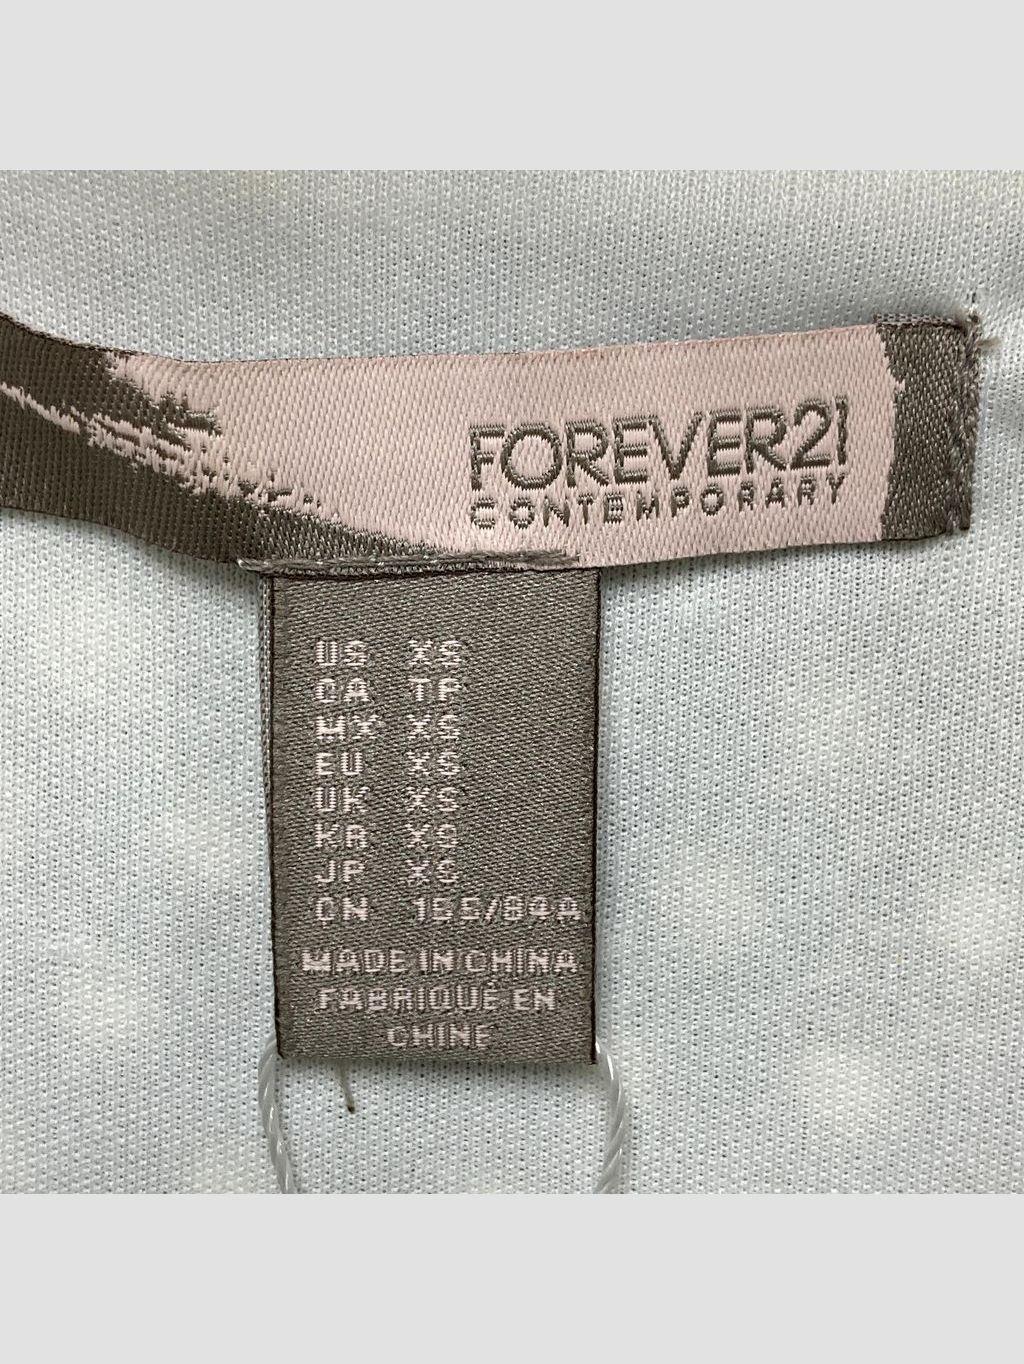 FOREVER21
CONTEMPORARY
US XS
CA TP
MX XS
EU XS
UK XS
KA XS
JP XS
CN 155/84A
MADE IN CHINA
FABRIQUÉ EN
CHINE